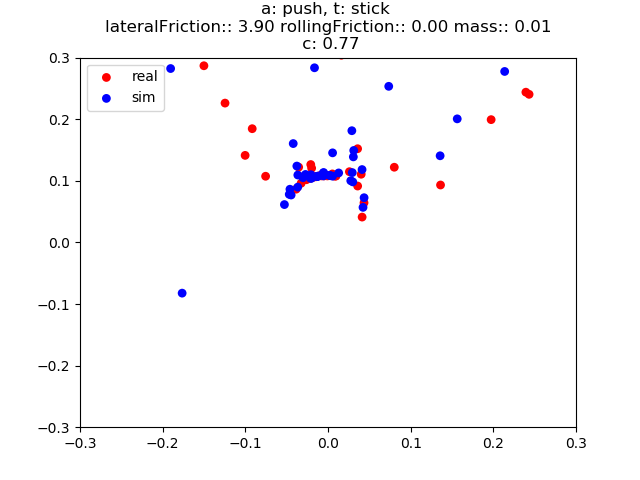 a: push, t: stick
lateralFriction:: 3.90 rollingFriction:: 0.00 mass:: 0.01
c: 0.77
real
sim
0.3
0.2
0.1
0.0
−0.1
−0.2
−0.3
−0.3
−0.2
−0.1
0.0
0.1
0.2
0.3